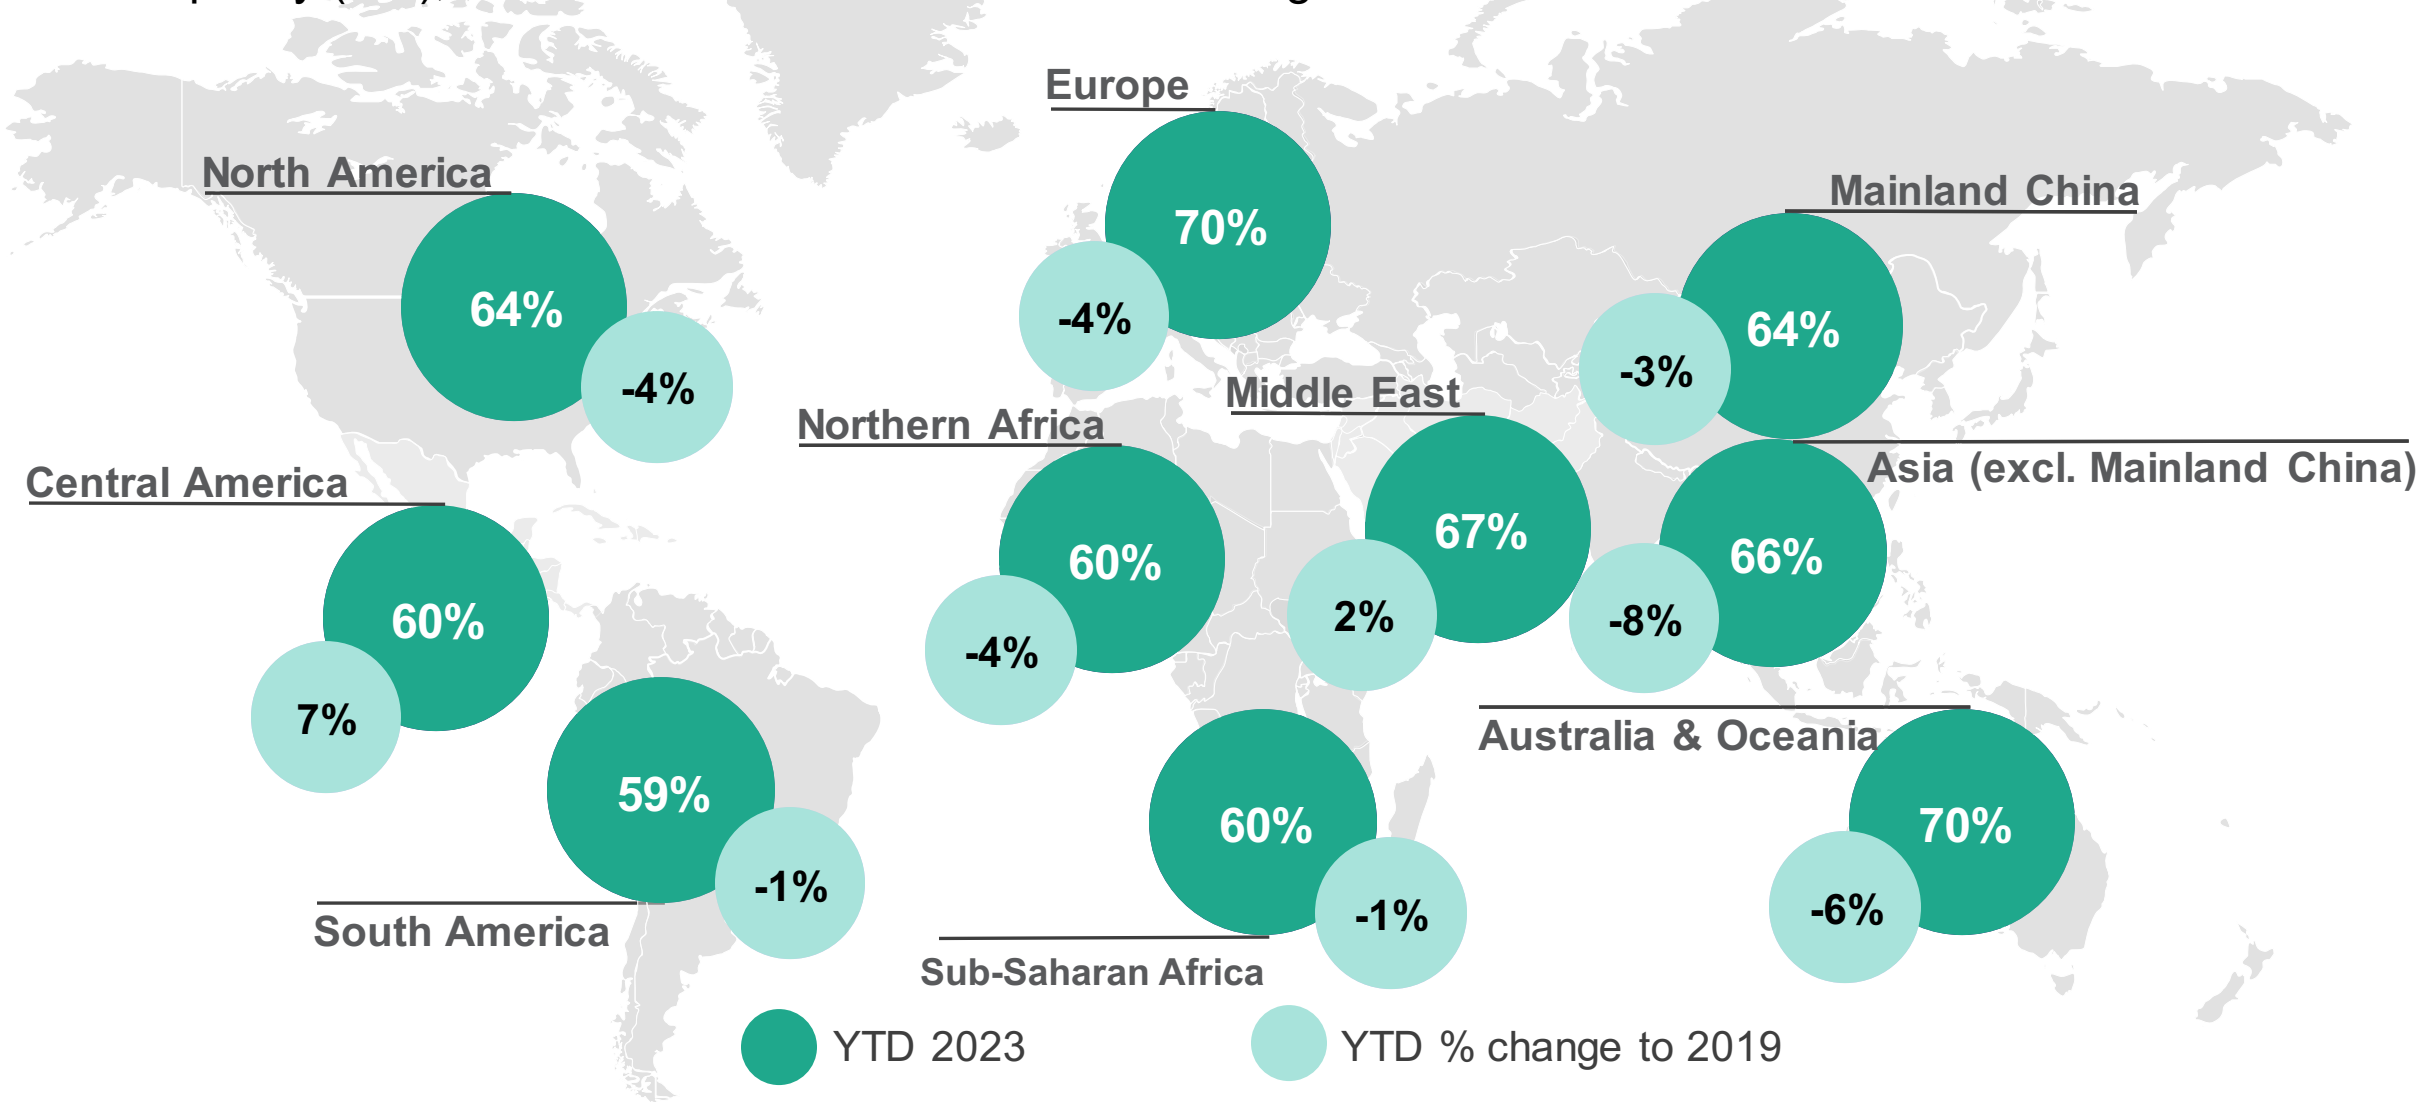 Europe
70%
-4%
North America
64%
-4%
Mainland China
64%
-3%
Middle East
67%
2%
Northern Africa
60%
-4%
Asia (excl. Mainland China)
66%
-8%
Central America
60%
7%
59%
-1%
South America
60%
-1%
Sub-Saharan Africa
Australia & Oceania
70%
-6%
YTD 2023
YTD % change to 2019